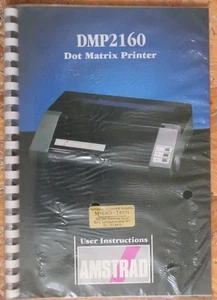 DMP2160
Dot Matrix Printer
User Instructions
AMSTRAD